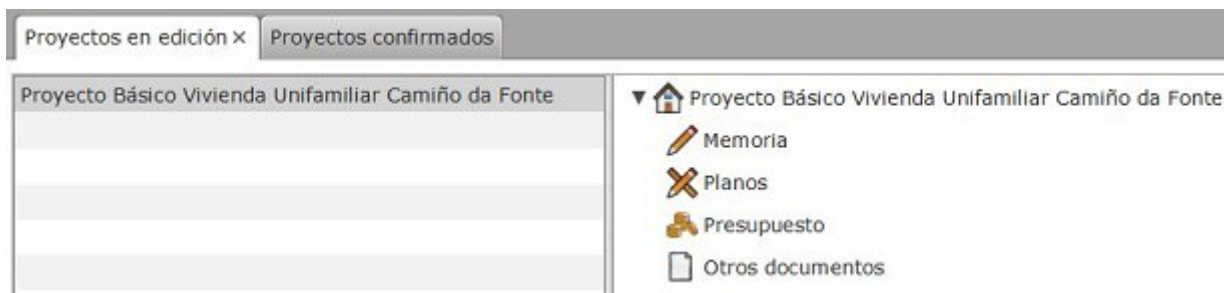 Proyectos en edición ×
Proyectos confirmados
Proyecto Básico Vivienda Unifamiliar Camiño da Fonte
Proyecto Básico Vivienda Unifamiliar Camiño da Fonte
Memoria
Planos
Presupuesto
Otros documentos